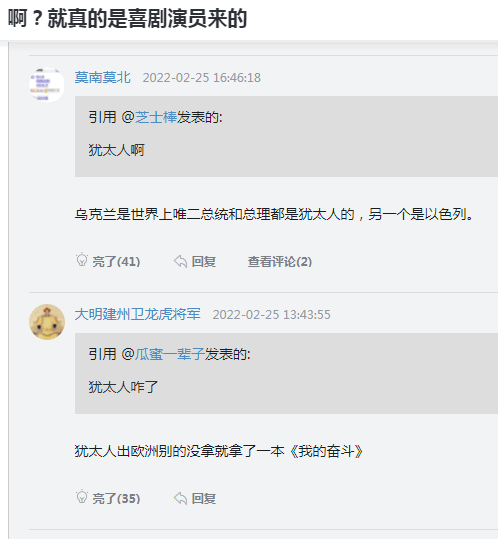 啊？就真的是喜剧演员来的
莫南莫北 2022-02-25 16:46:18
引用 @芝士棒发表的:
犹太人啊
乌克兰是世界上唯二总统和总理都是犹太人的，另一个是以色列。
亮了(41) 回复 查看评论(2)
大明建州卫龙虎将军 2022-02-25 13:43:55
引用 @瓜蜜一辈子发表的:
犹太人咋了
犹太人出欧洲别的没拿就拿了一本《我的奋斗》
亮了(35) 回复